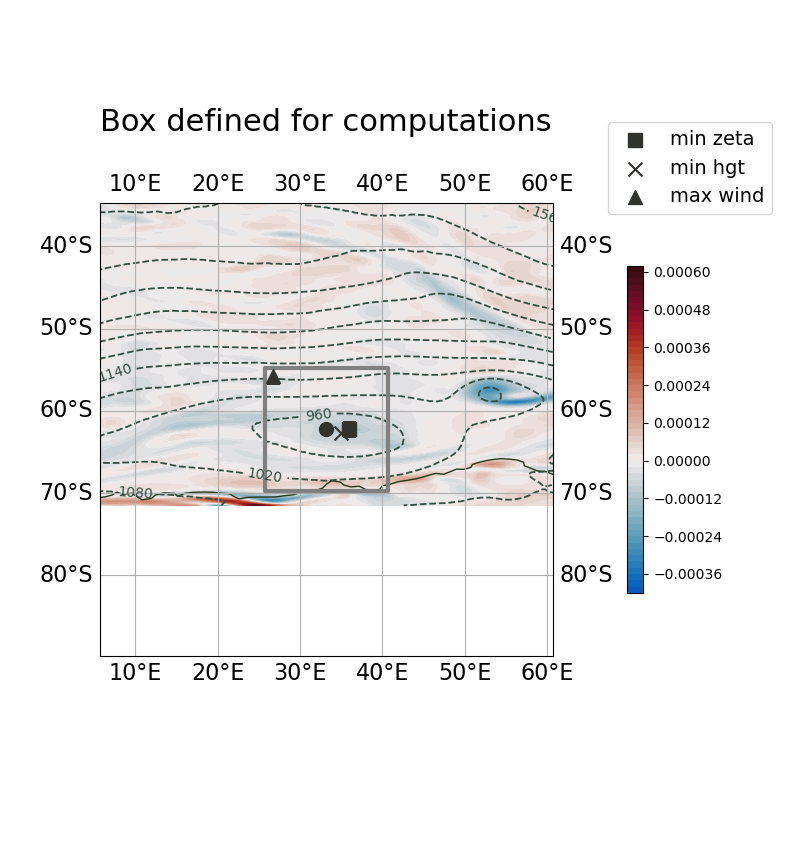 Box defined for computations
min zeta
min hgt
max wind
10°E 20°E 30°E 40°E 50°E 60°E
40°S 40°S
50°S 50°S
60°S 60°S
70°S 70°S
80°S 80°S
1140
960
1020
1080
10°E 20°E 30°E 40°E 50°E 60°E
0.00060
0.00048
0.00036
0.00024
0.00012
0.00000
−0.00012
−0.00024
−0.00036